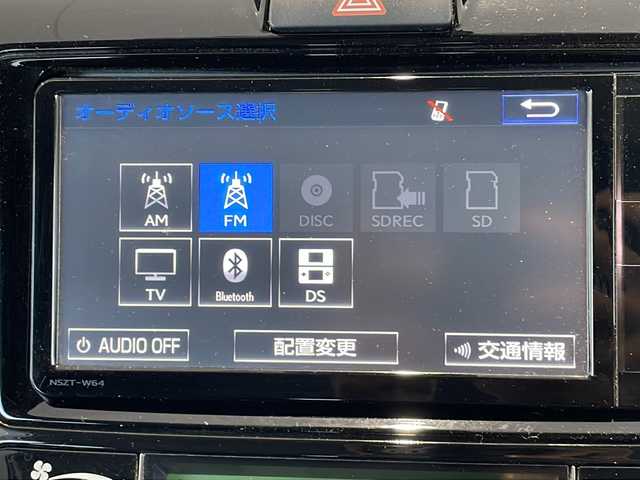 オーディオソース選択
AM
FM
DISC
SDREC
SD
TV
Bluetooth
DS
AUDIO OFF
配置変更
交通情報
NSZT-W64